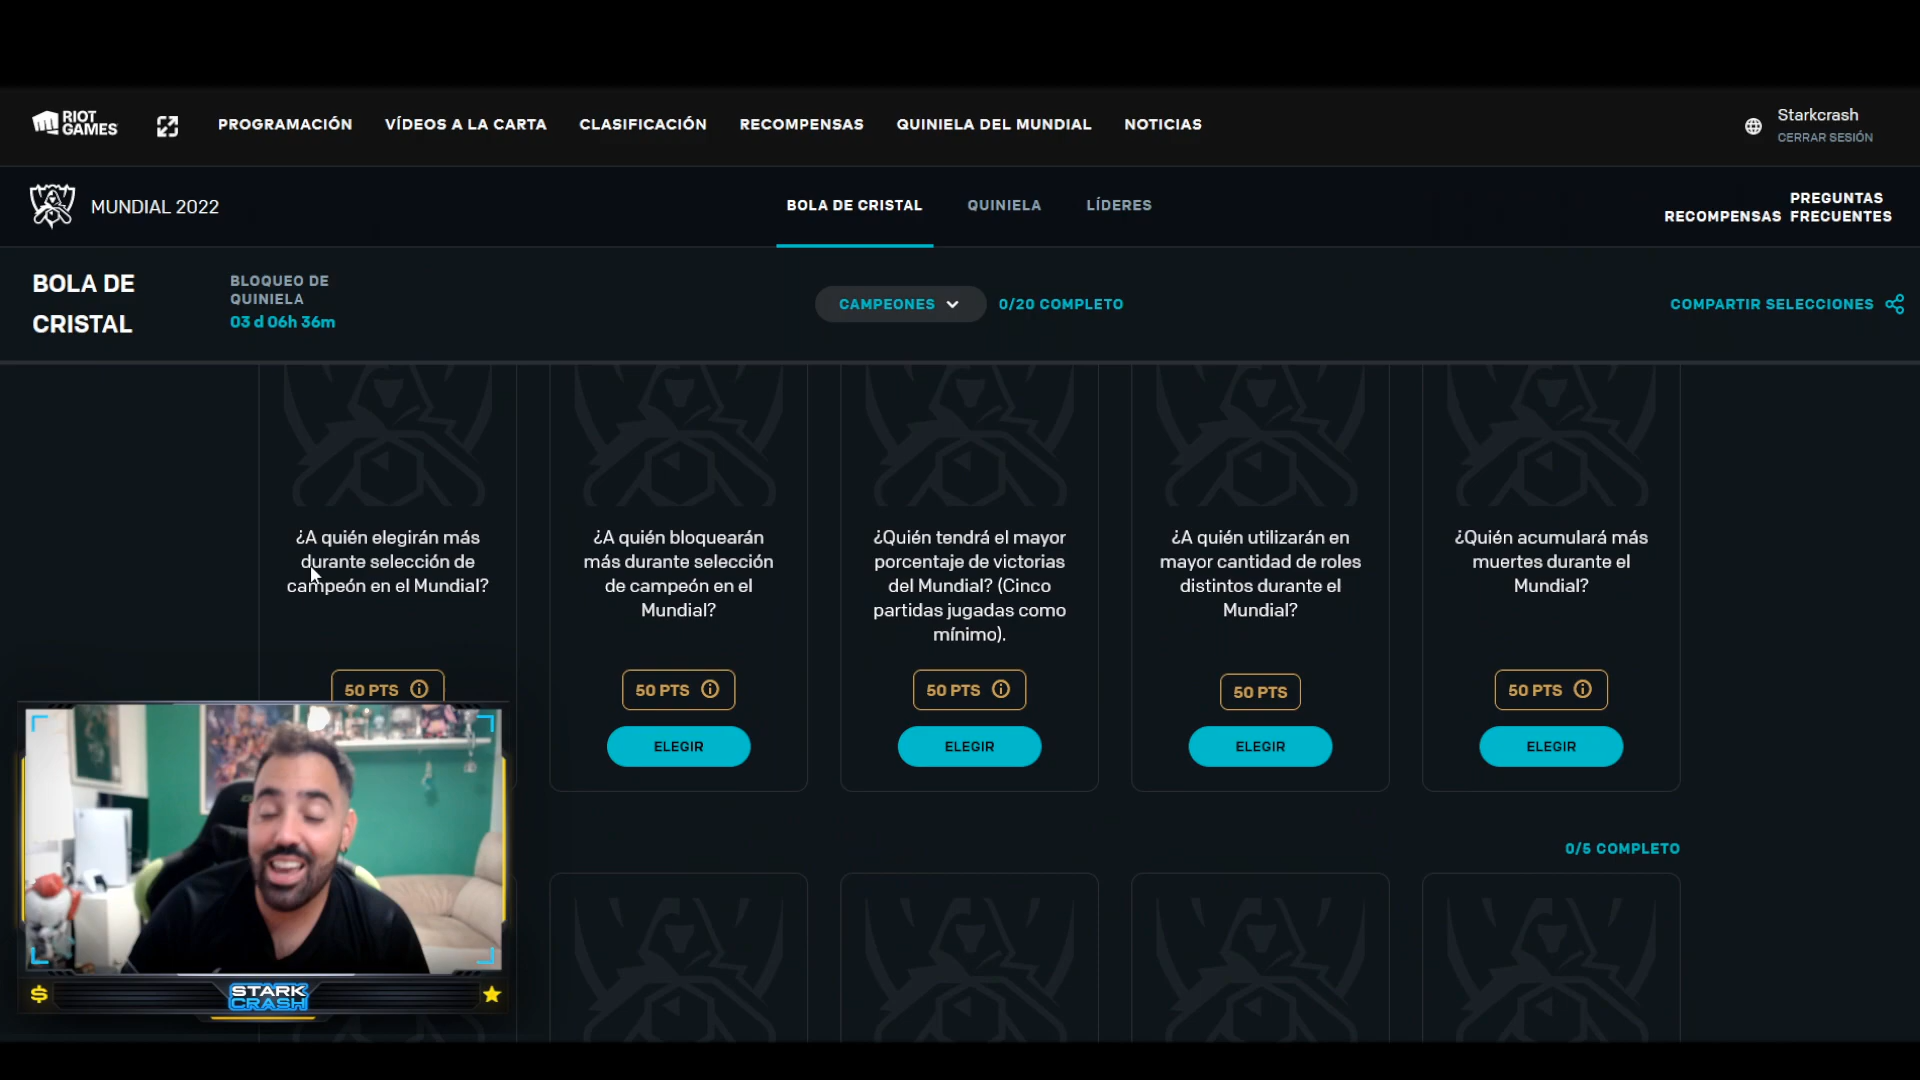 RIOT
GAMES
PROGRAMACIÓN
VÍDEOS A LA CARTA
CLASIFICACIÓN
RECOMPENSAS
QUINIELA DEL MUNDIAL
NOTICIAS
Starkcrash
CERRAR SESIÓN
MUNDIAL 2022
BOLA DE CRISTAL
QUINIELA
LÍDERES
RECOMPENSAS
PREGUNTAS
FRECUENTES
BOLA DE
CRISTAL
BLOQUEO DE
QUINIELA
03 d 06h 36m
CAMPEONES
0/20 COMPLETO
COMPARTIR SELECCIONES
¿A quién elegirán más
durante selección de
campeón en el Mundial?
50 PTS
¿A quién bloquearán
más durante selección
de campeón en el
Mundial?
50 PTS
ELEGIR
¿Quién tendrá el mayor
porcentaje de victorias
del Mundial? (Cinco
partidas jugadas como
mínimo).
50 PTS
ELEGIR
¿A quién utilizarán en
mayor cantidad de roles
distintos durante el
Mundial?
50 PTS
ELEGIR
¿Quién acumulará más
muertes durante el
Mundial?
50 PTS
ELEGIR
0/5 COMPLETO
$
STARK
CRASH